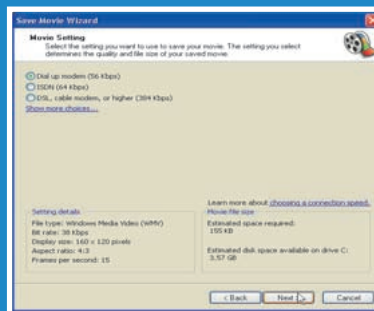 Save Movie Wizard
Movie Setting
Select the setting you want to use to save your movie. The setting you select
determines the quality and file size of your saved movie.
Dial up modem (56 Kbps)
ISDN (64 Kbps)
DSL, cable modem, or higher (384 Kbps)
Show more choices...
Learn more about choosing a connection speed.
Setting details
File type: Windows Media Video (WMV)
Bit rate: 38 Kbps
Display size: 160 x 120 pixels
Aspect ratio: 4:3
Frames per second: 15
Movie file size
Estimated space required:
155 KB
Estimated disk space available on drive C:
3.57 GB
< Back
Next >
Cancel